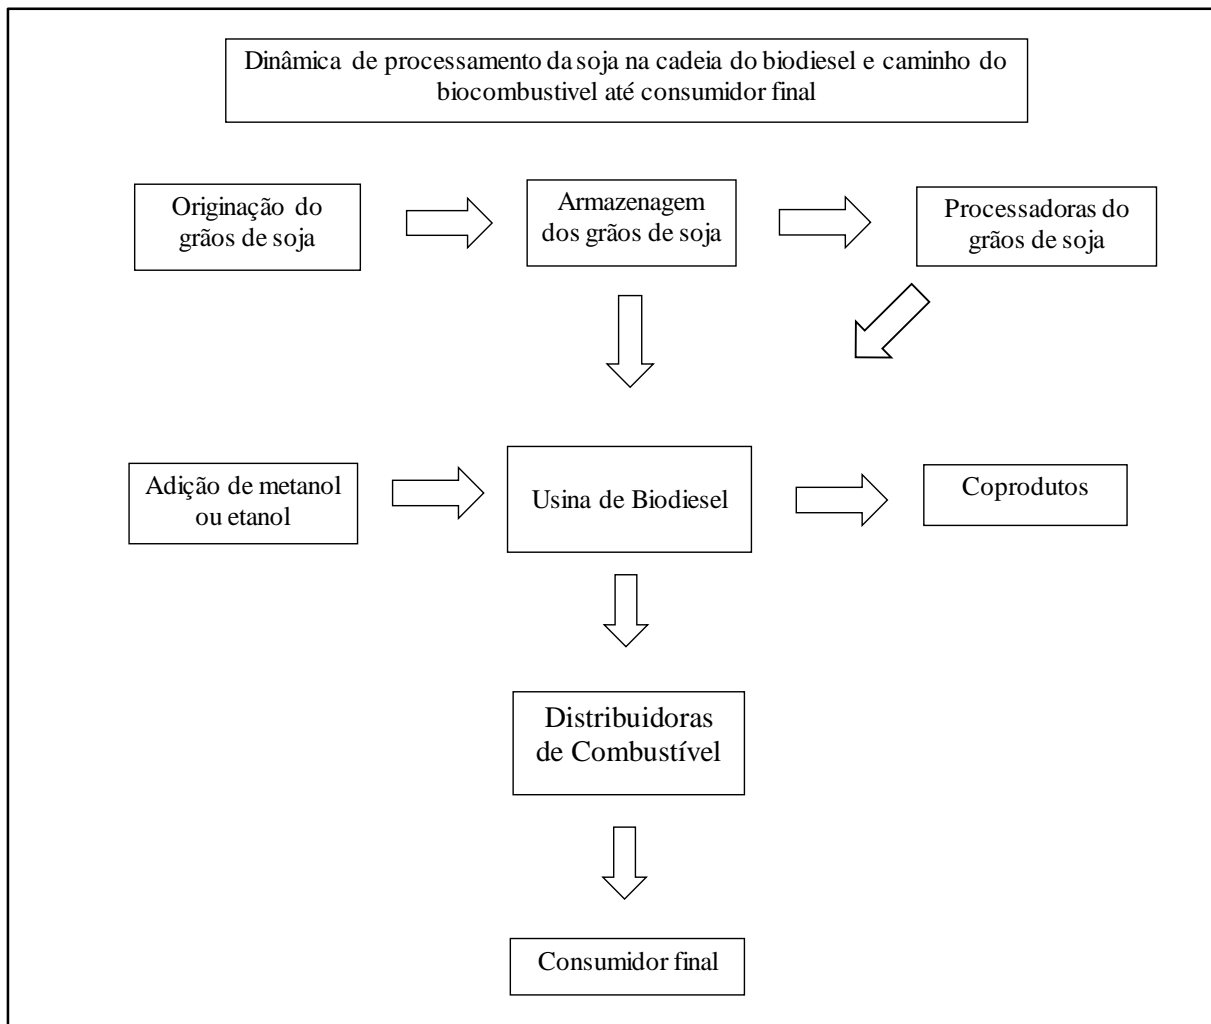 Dinâmica de processamento da soja na cadeia do biodiesel e caminho do
biocombustivel até consumidor final
Originação do
grãos de soja
Armazenagem
dos grãos de soja
Processadoras do
grãos de soja
Adição de metanol
ou etanol
Usina de Biodiesel
Coprodutos
Distribuidoras
de Combustível
Consumidor final